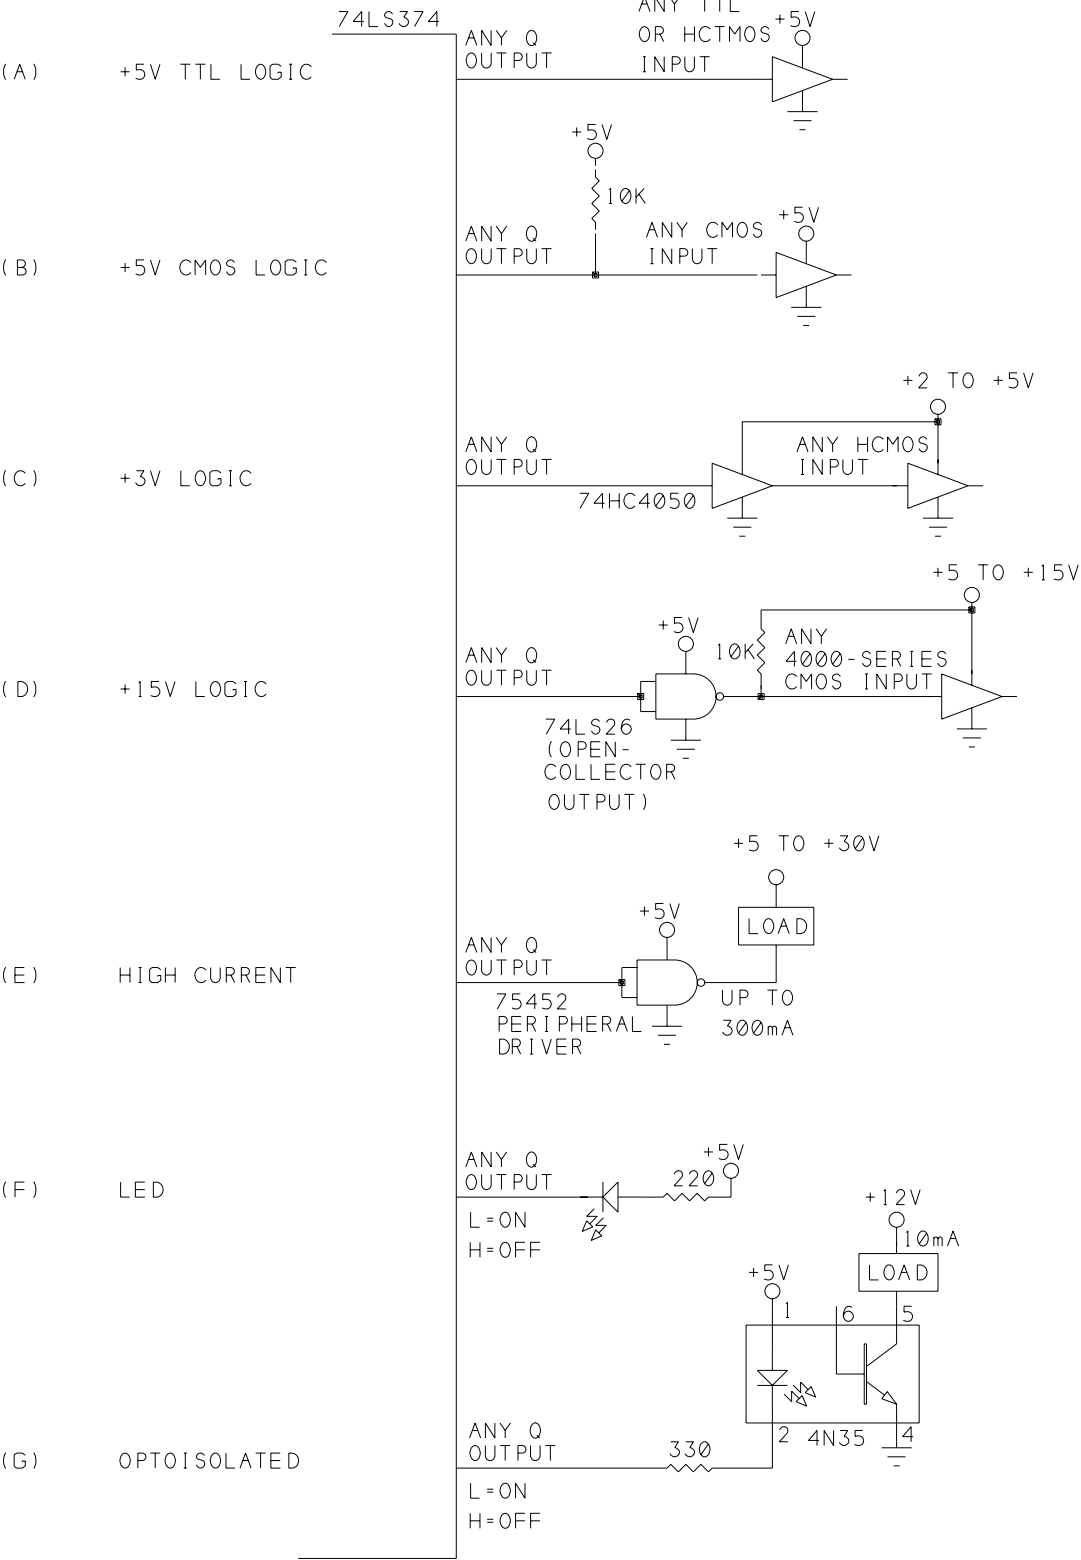 ANY TTL
74LS374
+5V
ANY Q
OR HCTMOS
OUTPUT
INPUT
(A) +5V TTL LOGIC
+5V
10K
+5V
ANY Q
ANY CMOS
OUTPUT
INPUT
(B) +5V CMOS LOGIC
+2 TO +5V
ANY Q
ANY HCMOS
OUTPUT
INPUT
(C) +3V LOGIC
74HC4050
+5 TO +15V
+5V
ANY
10K
ANY Q
4000-SERIES
OUTPUT
CMOS INPUT
(D) +15V LOGIC
74LS26
(OPEN-
COLLECTOR
OUTPUT)
+5 TO +30V
+5V
LOAD
ANY Q
OUTPUT
(E) HIGH CURRENT
75452
PERIPHERAL
DRIVER
UP TO
300mA
ANY Q
OUTPUT
+5V
220
(F) LED
L=ON
H=OFF
+12V
10mA
LOAD
+5V
1
6
5
2
4N35
4
ANY Q
OUTPUT
330
(G) OPTOISOLATED
L=ON
H=OFF